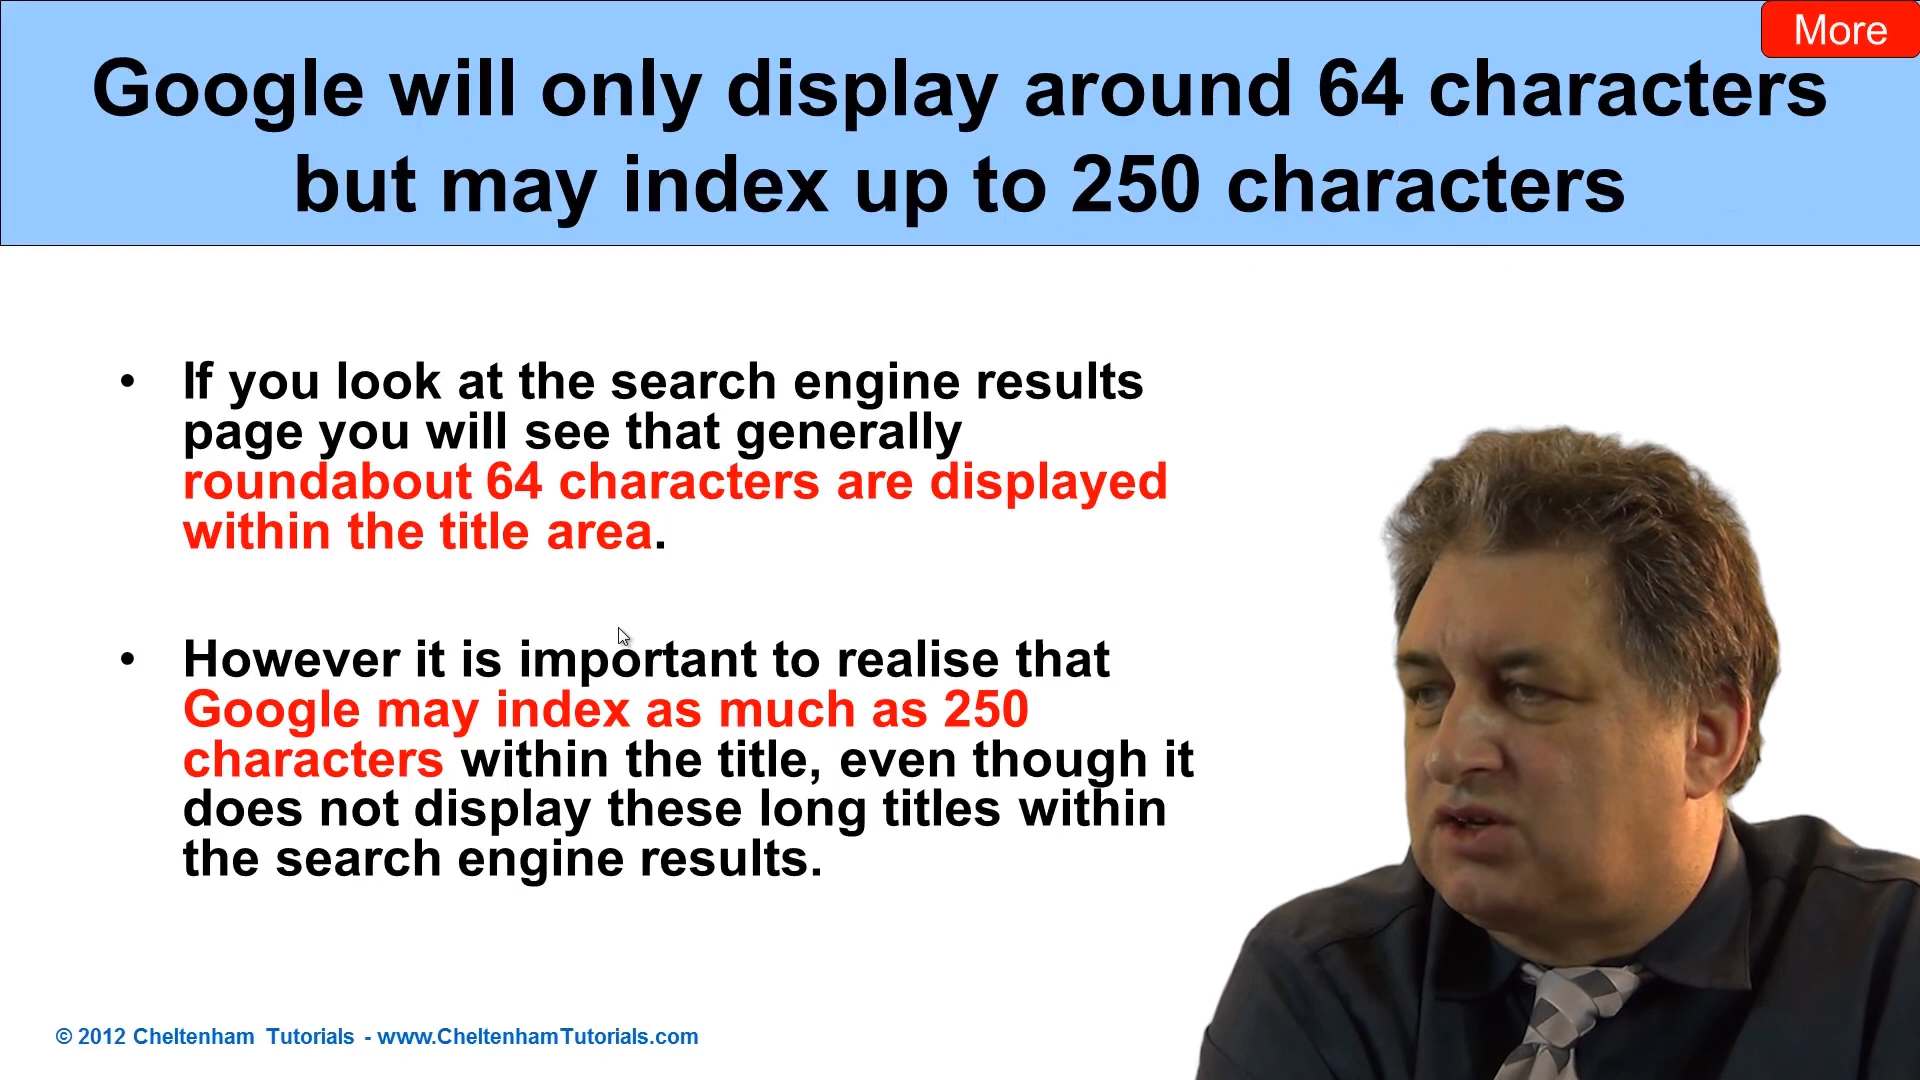 More
Google will only display around 64 characters
but may index up to 250 characters
• If you look at the search engine results
page you will see that generally
roundabout 64 characters are displayed
within the title area.
• However it is important to realise that
Google may index as much as 250
characters within the title, even though it
does not display these long titles within
the search engine results.
© 2012 Cheltenham Tutorials - www.CheltenhamTutorials.com